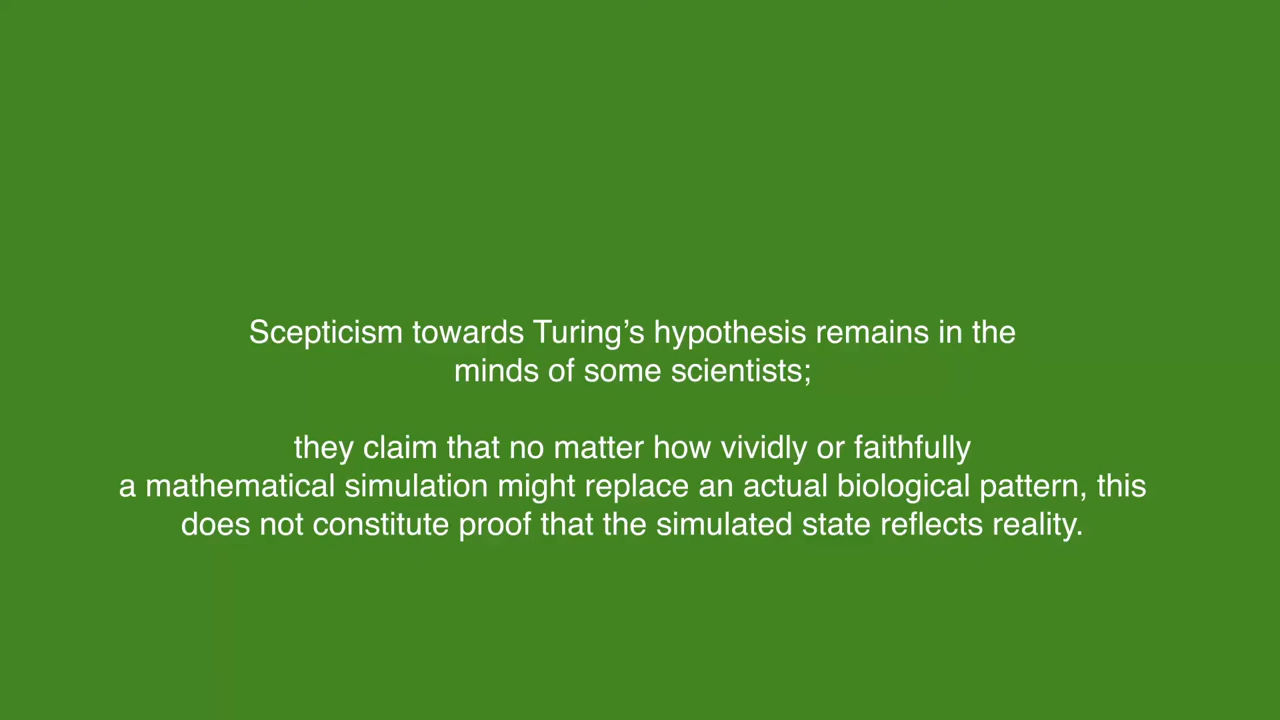 Scepticism towards Turing’s hypothesis remains in the
minds of some scientists;
they claim that no matter how vividly or faithfully
a mathematical simulation might replace an actual biological pattern, this
does not constitute proof that the simulated state reflects reality.